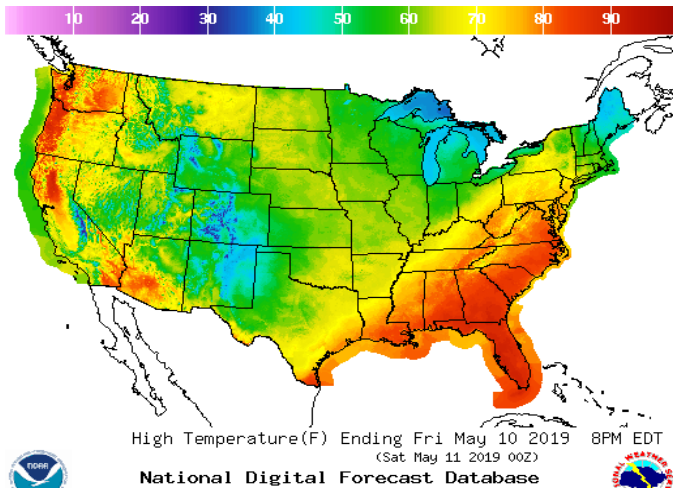 10 20 30 40 50 60 70 80 90
High Temperature(F) Ending Fri May 10 2019 8PM EDT
(Sat May 11 2019 00Z)
National Digital Forecast Database
NOAA